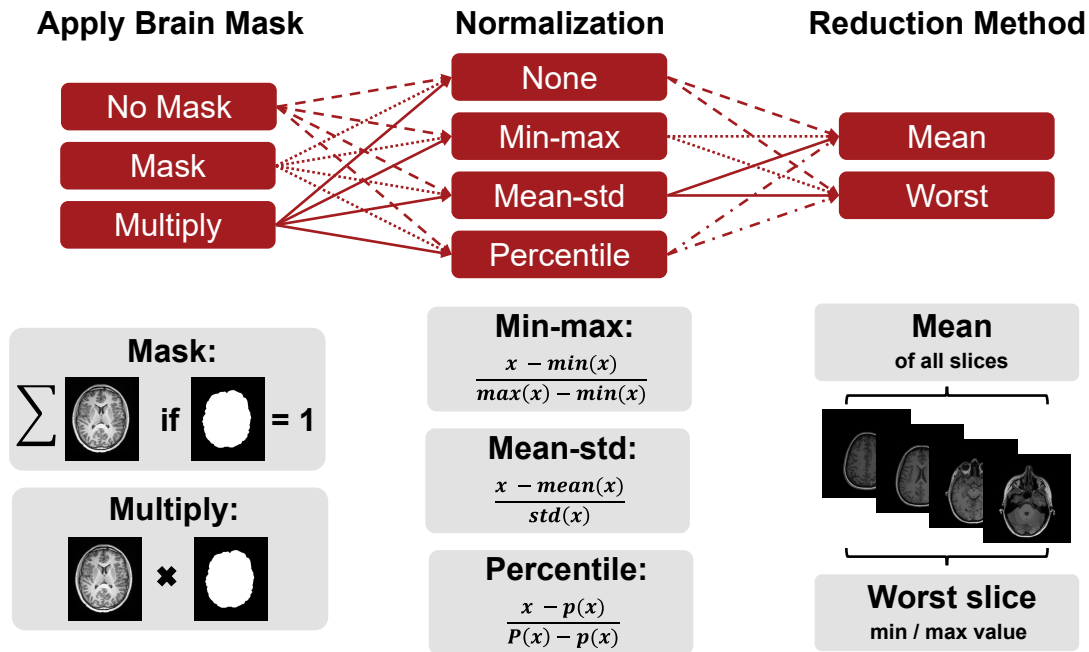 Apply Brain Mask
Normalization
Reduction Method
No Mask
Mask
Multiply
None
Min-max
Mean-std
Percentile
Mean
Worst
Mask:
∑ if = 1
Multiply:
✖
Min-max:
x − min(x)
max(x) − min(x)
Mean-std:
x − mean(x)
std(x)
Percentile:
x − p(x)
P(x) − p(x)
Mean
of all slices
Worst slice
min / max value